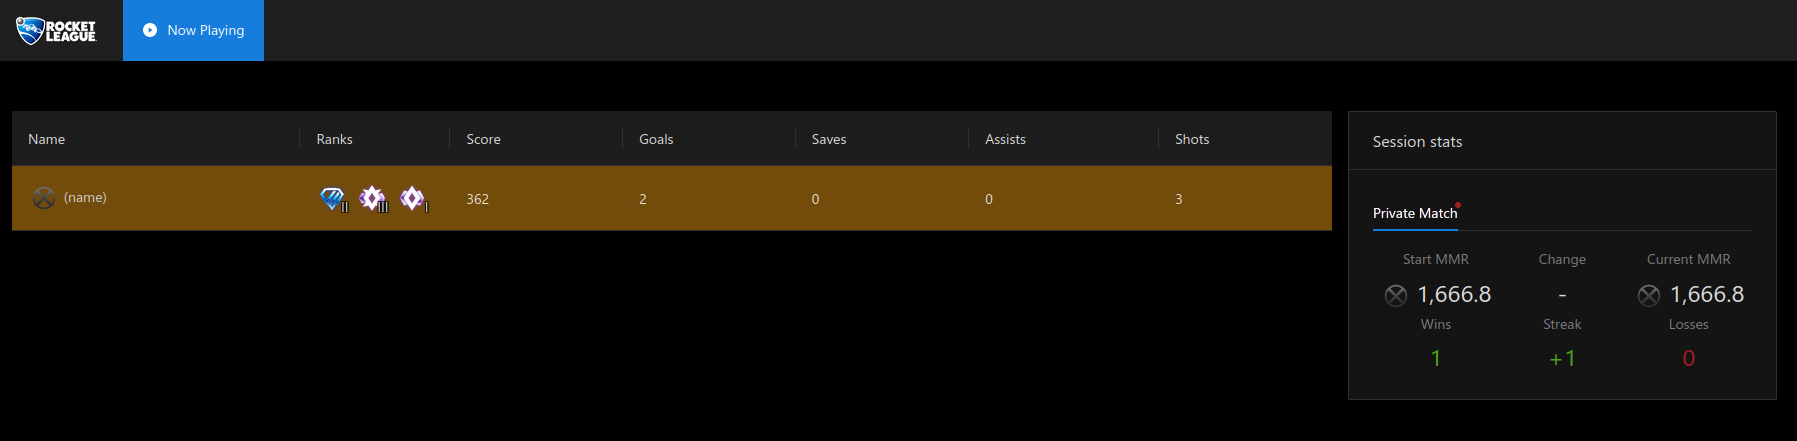 ROCKET
LEAGUE
Now Playing
Name Ranks Score Goals Saves Assists Shots
(name) II III I 362 2 0 0 3
Session stats
Private Match
Start MMR Change Current MMR
1,666.8 - 1,666.8
Wins Streak Losses
1 +1 0